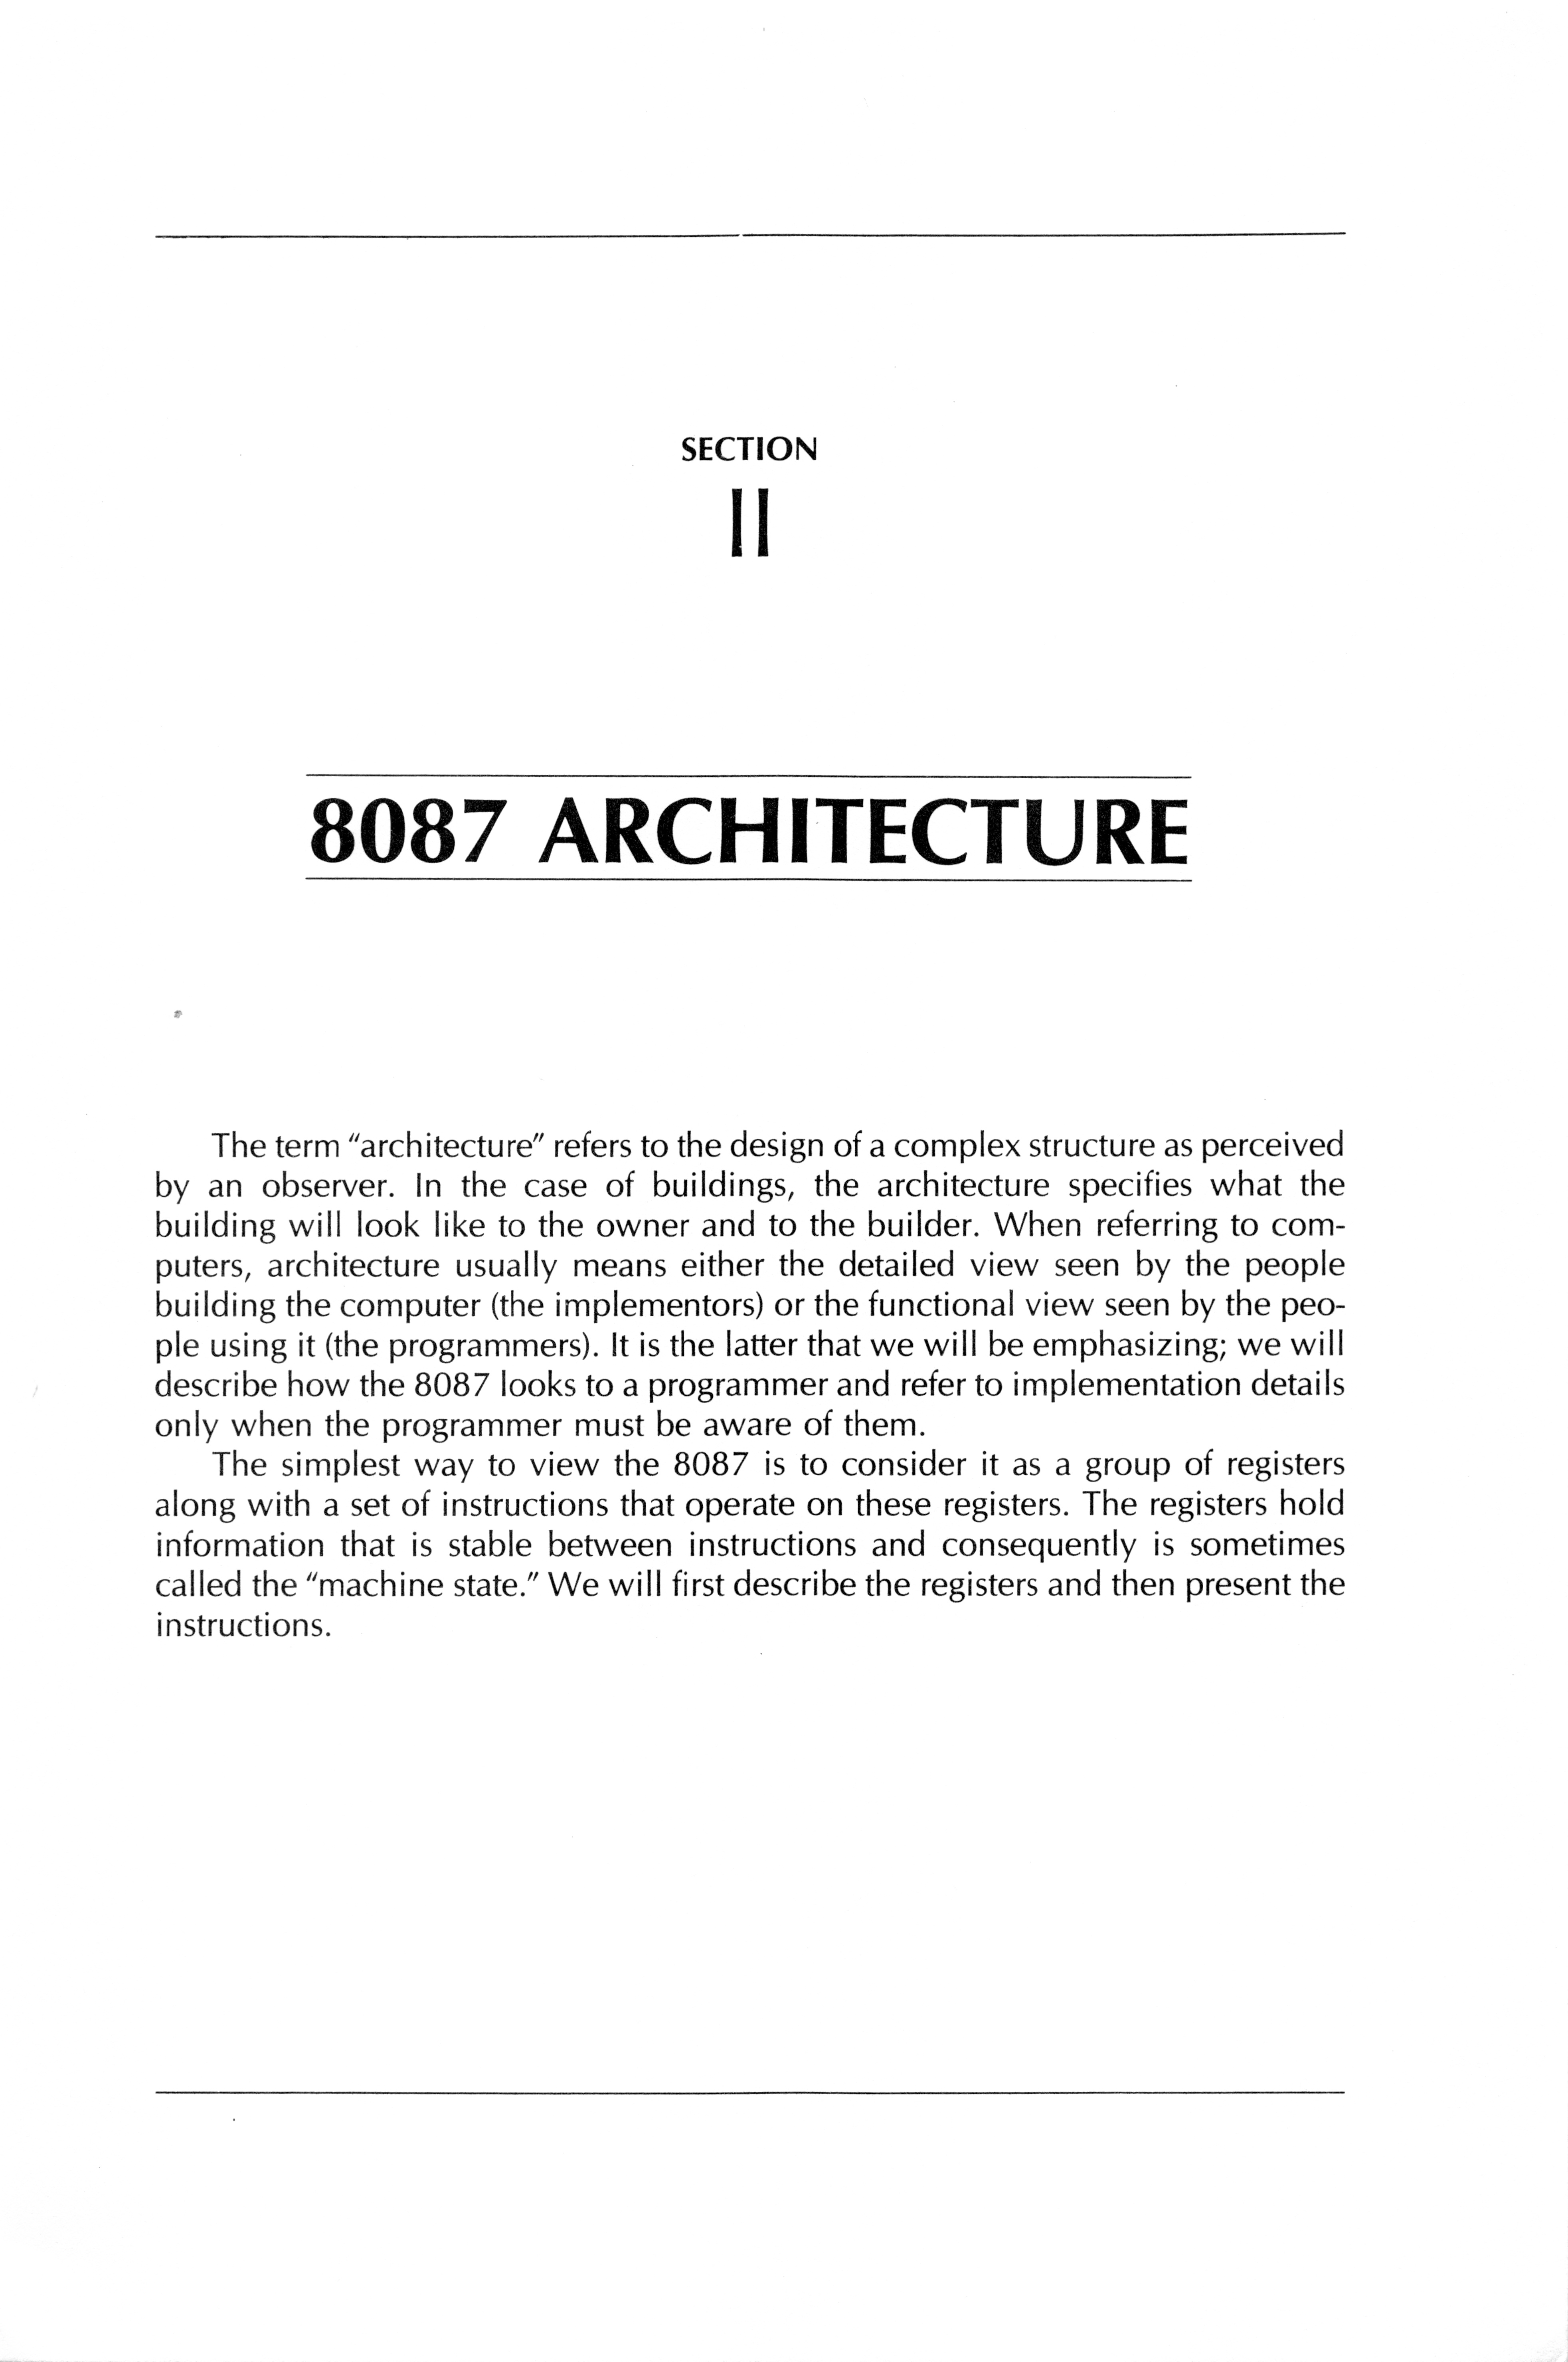 SECTION
II
8087 ARCHITECTURE
The term "architecture" refers to the design of a complex structure as perceived
by an observer. In the case of buildings, the architecture specifies what the
building will look like to the owner and to the builder. When referring to com-
puters, architecture usually means either the detailed view seen by the people
building the computer (the implementors) or the functional view seen by the peo-
ple using it (the programmers). It is the latter that we will be emphasizing; we will
describe how the 8087 looks to a programmer and refer to implementation details
only when the programmer must be aware of them.
The simplest way to view the 8087 is to consider it as a group of registers
along with a set of instructions that operate on these registers. The registers hold
information that is stable between instructions and consequently is sometimes
called the "machine state." We will first describe the registers and then present the
instructions.